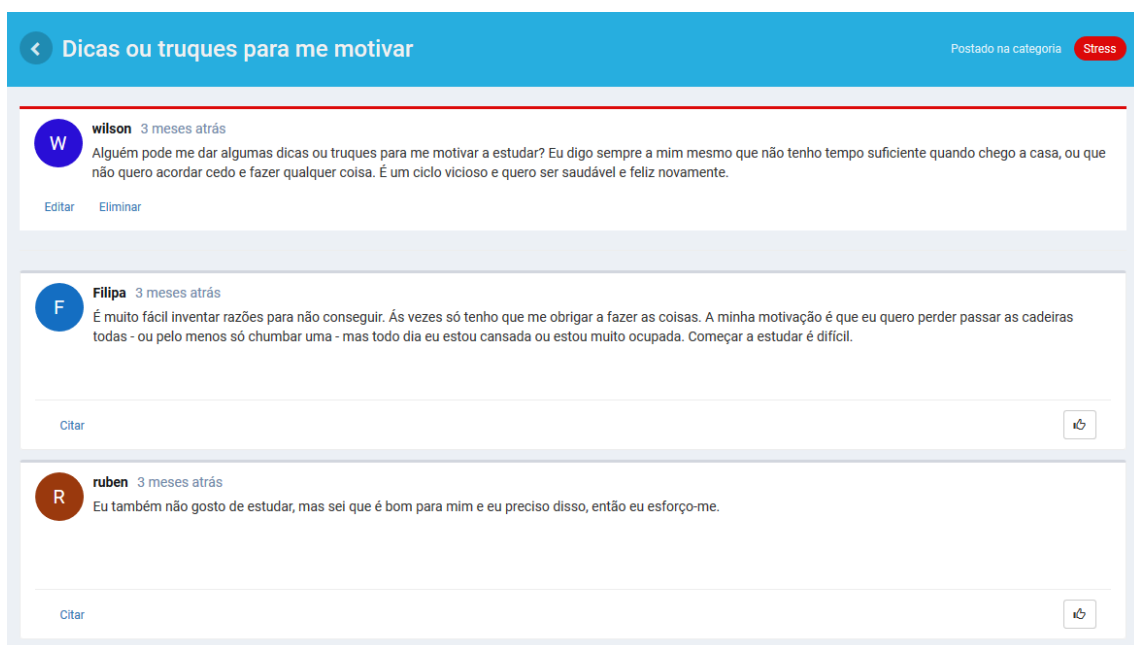 Dicas ou truques para me motivar
Postado na categoria Stress
W
wilson 3 meses atrás
Alguém pode me dar algumas dicas ou truques para me motivar a estudar? Eu digo sempre a mim mesmo que não tenho tempo suficiente quando chego a casa, ou que
não quero acordar cedo e fazer qualquer coisa. É um ciclo vicioso e quero ser saudável e feliz novamente.
Editar Eliminar
F
Filipa 3 meses atrás
É muito fácil inventar razões para não conseguir. Ás vezes só tenho que me obrigar a fazer as coisas. A minha motivação é que eu quero perder passar as cadeiras
todas - ou pelo menos só chumbar uma - mas todo dia eu estou cansada ou estou muito ocupada. Começar a estudar é difícil.
Citar
R
ruben 3 meses atrás
Eu também não gosto de estudar, mas sei que é bom para mim e eu preciso disso, então eu esforço-me.
Citar